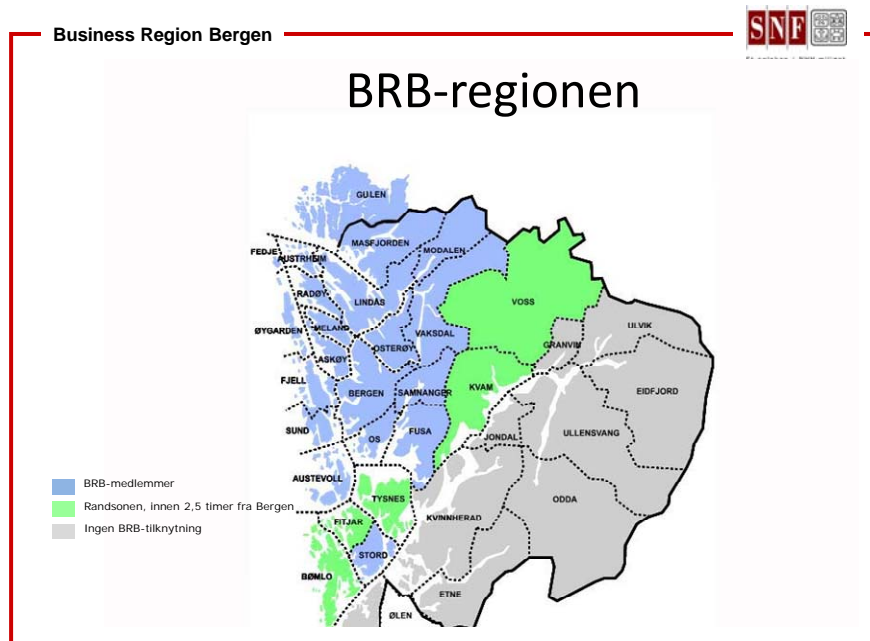 Business Region Bergen
SNF
BRB-regionen
GULEN
MASFJORDEN
MODALEN
FEDJE
AUSTRHEIM
RADØY
LINDÅS
VOSS
ØYGARDEN
MELAND
VAKSDAL
ULVIK
OSTERØY
GRANVIN
ASKØY
FJELL
BERGEN
SAMNANGER
KVAM
EIDFJORD
SUND
OS
FUSA
JONDAL
ULLENSVANG
AUSTEVOLL
BRB-medlemmer
Randsonen, innen 2,5 timer fra Bergen
Ingen BRB-tilknytning
TYSNES
ODDA
FITJAR
KVINNHERAD
STORD
BØMLO
ETNE
ØLEN